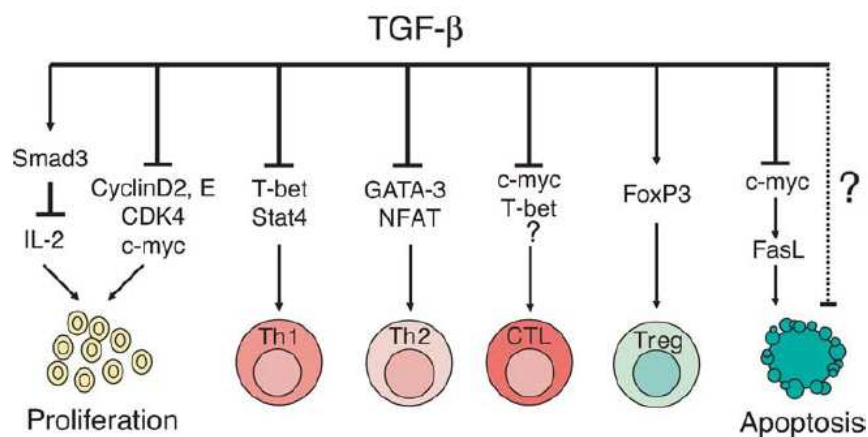 TGF-β
Smad3
IL-2
CyclinD2, E
CDK4
c-myc
T-bet
Stat4
GATA-3
NFAT
c-myc
T-bet
?
FoxP3
c-myc
FasL
?
Th1
Th2
CTL
Treg
Proliferation
Apoptosis